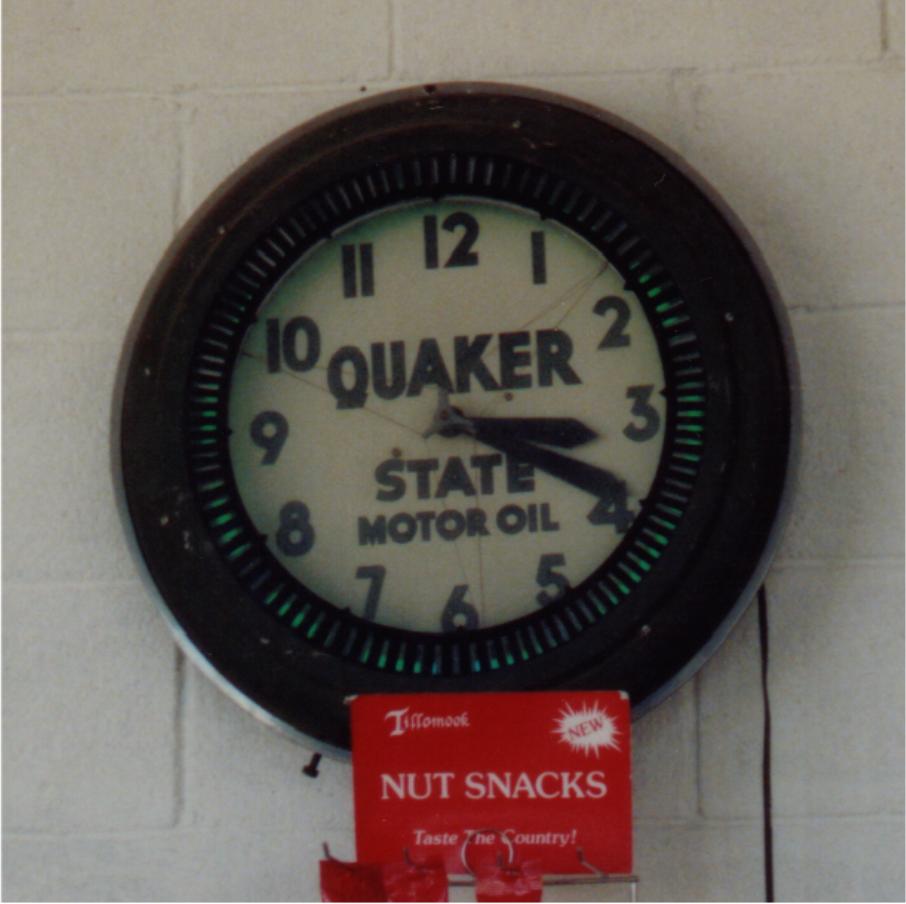 12
11 1
10 2
QUAKER
9 3
STATE
MOTOR OIL
8 4
7 5
6
Tillomook
NEW
NUT SNACKS
Taste The Country!